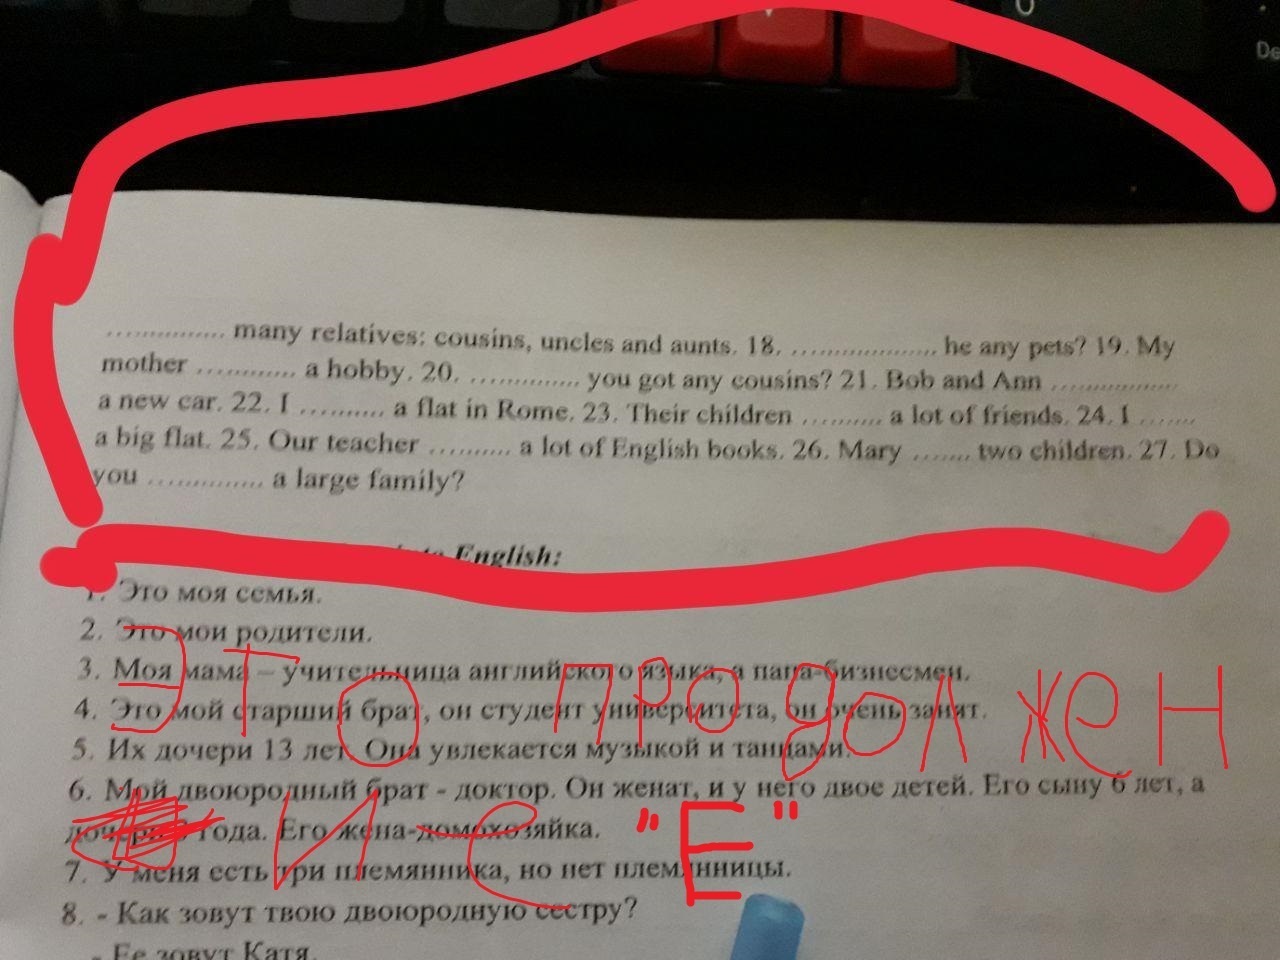 .............. many relatives: cousins, uncles and aunts. 18. ................... he any pets? 19. My
mother ............ a hobby. 20. ............. you got any cousins? 21. Bob and Ann ................
a new car. 22. I .......... a flat in Rome. 23. Their children .......... a lot of friends. 24. I .......
a big flat. 25. Our teacher .......... a lot of English books. 26. Mary ....... two children. 27. Do
you .............. a large family?
into English:
1. Это моя семья.
2. Это мои родители.
3. Моя мама – учительница английского языка, а папа-бизнесмен.
4. Это мой старший брат, он студент университета, он очень занят.
Это продолжение
5. Их дочери 13 лет. Она увлекается музыкой и танцами.
6. Мой двоюродный брат - доктор. Он женат, и у него двое детей. Его сыну 6 лет, а
дочери 3 года. Его жена-домохозяйка.
"Е"
7. У меня есть три племянника, но нет племянницы.
8. - Как зовут твою двоюродную сестру?
- Ее зовут Катя.